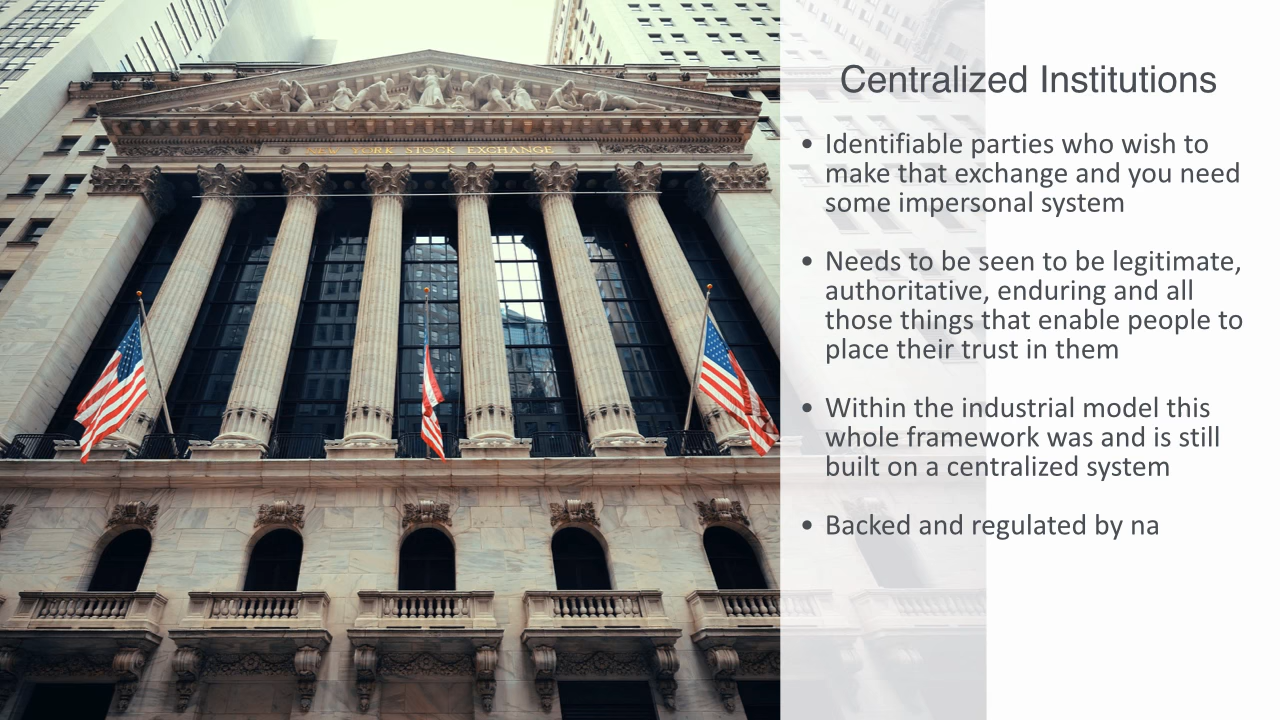 NEW YORK STOCK EXCHANGE
Centralized Institutions
• Identifiable parties who wish to
make that exchange and you need
some impersonal system
• Needs to be seen to be legitimate,
authoritative, enduring and all
those things that enable people to
place their trust in them
• Within the industrial model this
whole framework was and is still
built on a centralized system
• Backed and regulated by na